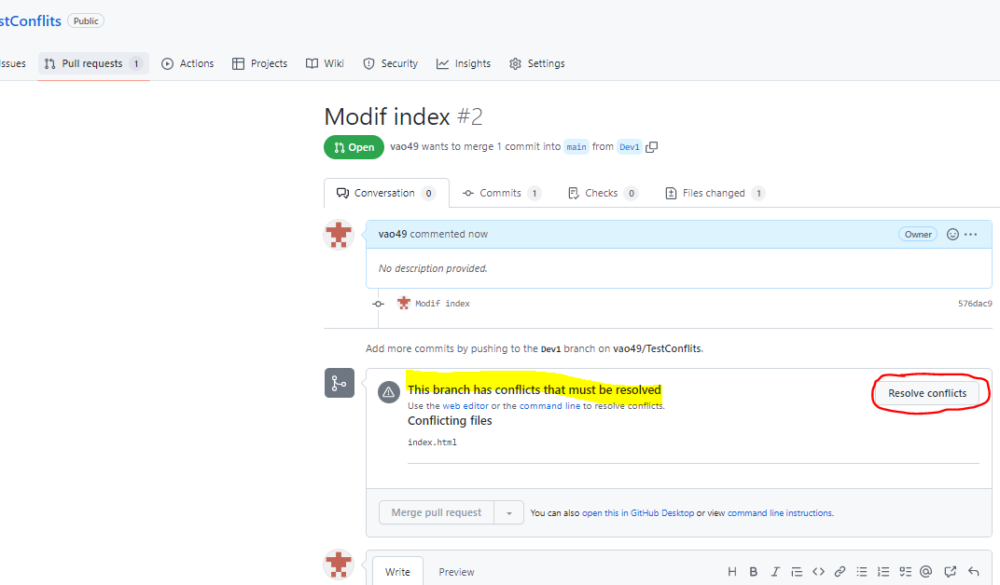 stConflits Public
ssues Pull requests 1 Actions Projects Wiki Security Insights Settings
Modif index #2
Open vao49 wants to merge 1 commit into main from Dev1
Conversation 0 Commits 1 Checks 0 Files changed 1
vao49 commented now Owner
No description provided.
Modif index 576dac9
Add more commits by pushing to the Dev1 branch on vao49/TestConflits.
This branch has conflicts that must be resolved
Resolve conflicts
Use the web editor or the command line to resolve conflicts.
Conflicting files
index.html
Merge pull request You can also open this in GitHub Desktop or view command line instructions.
Write Preview H B I